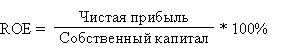 ROE = Чистая прибыль / Собственный капитал * 100%